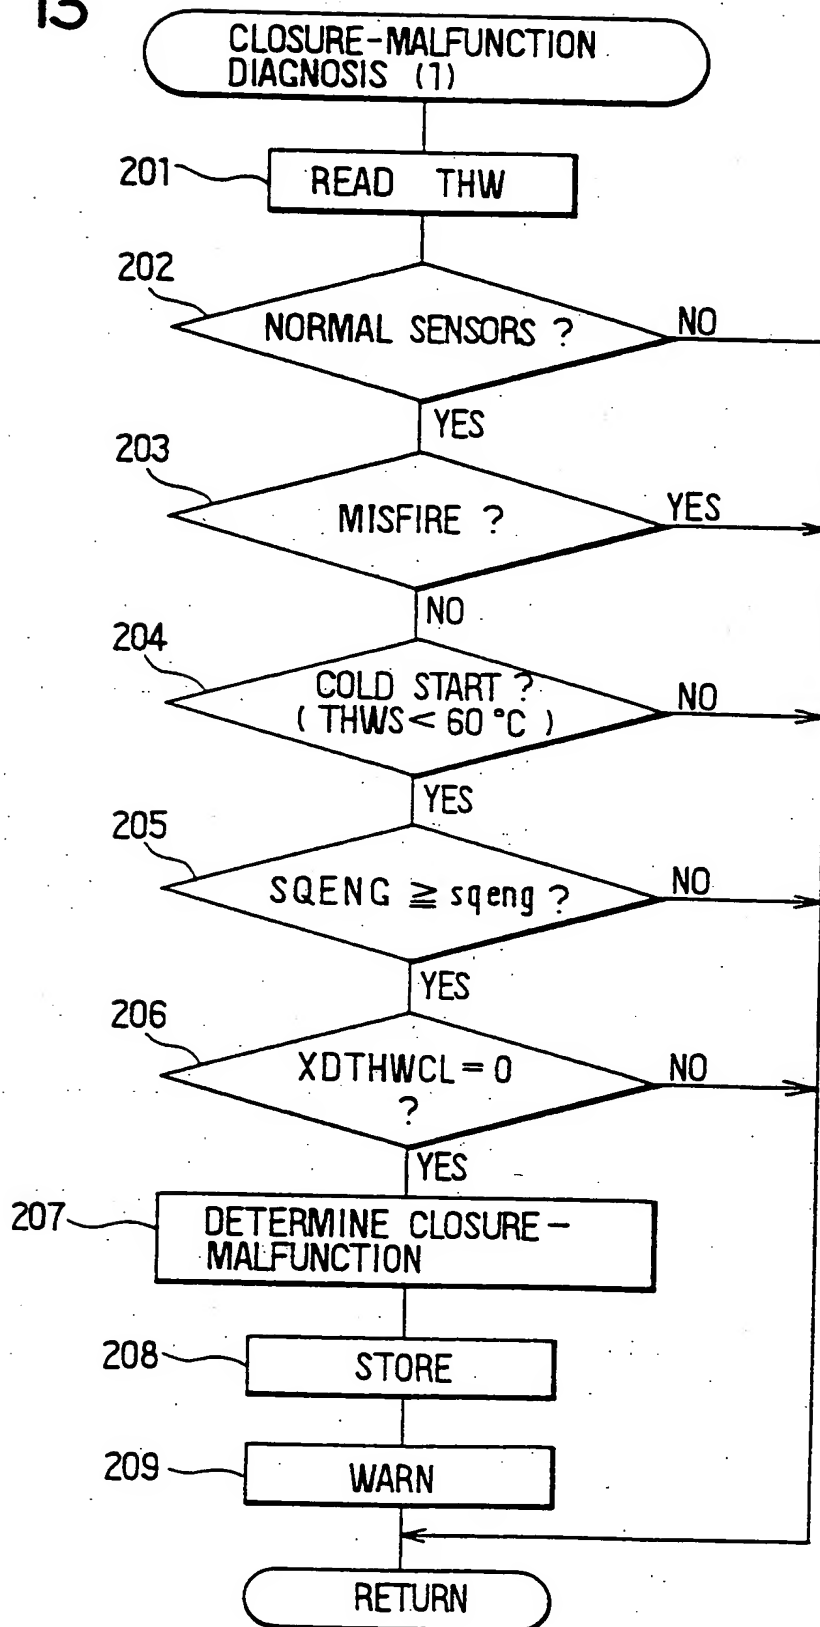 13
CLOSURE-MALFUNCTION
DIAGNOSIS (1)
201
READ THW
202
NORMAL SENSORS ?
NO
YES
203
MISFIRE ?
YES
NO
204
COLD START ?
( THWS < 60 °C )
NO
YES
205
SQENG ≧ sqeng ?
NO
YES
206
XDTHWCL = 0
?
NO
YES
207
DETERMINE CLOSURE-
MALFUNCTION
208
STORE
209
WARN
RETURN